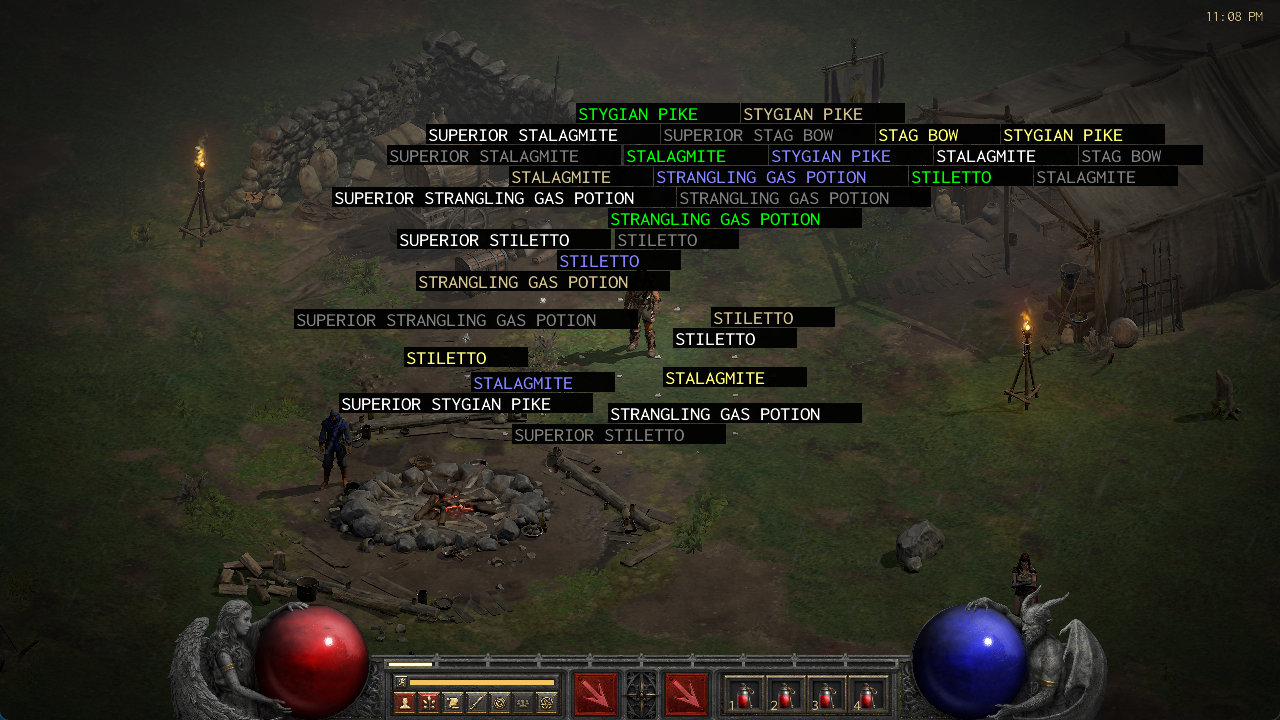 11:08 PM
STYGIAN PIKE STYGIAN PIKE
SUPERIOR STALAGMITE SUPERIOR STAG BOW STAG BOW STYGIAN PIKE
SUPERIOR STALAGMITE STALAGMITE STYGIAN PIKE STALAGMITE STAG BOW
STALAGMITE STRANGLING GAS POTION STILETTO STALAGMITE
SUPERIOR STRANGLING GAS POTION STRANGLING GAS POTION
STRANGLING GAS POTION
SUPERIOR STILETTO STILETTO
STILETTO
STRANGLING GAS POTION
SUPERIOR STRANGLING GAS POTION STILETTO
STILETTO
STILETTO
STALAGMITE STALAGMITE
SUPERIOR STYGIAN PIKE
STRANGLING GAS POTION
SUPERIOR STILETTO
1 2 3 4